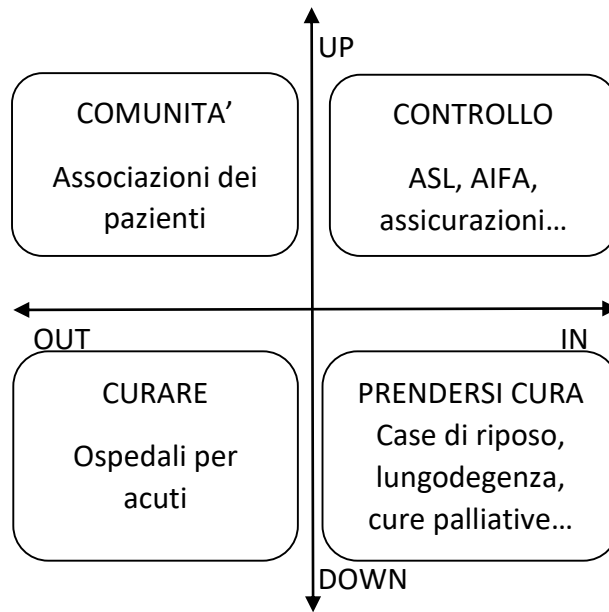 UP
COMUNITA’
Associazioni dei
pazienti
CONTROLLO
ASL, AIFA,
assicurazioni…
OUT
IN
CURARE
Ospedali per
acuti
PRENDERSI CURA
Case di riposo,
lungodegenza,
cure palliative…
DOWN